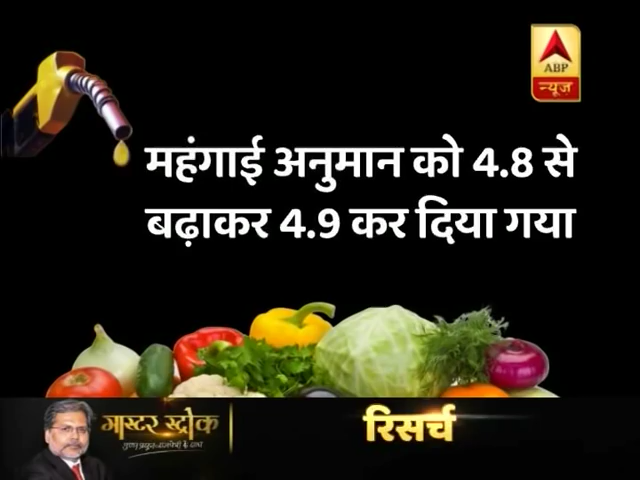 ABP
न्यूज़
महंगाई अनुमान को 4.8 से
बढ़ाकर 4.9 कर दिया गया
मास्टर स्ट्रोक
रिसर्च